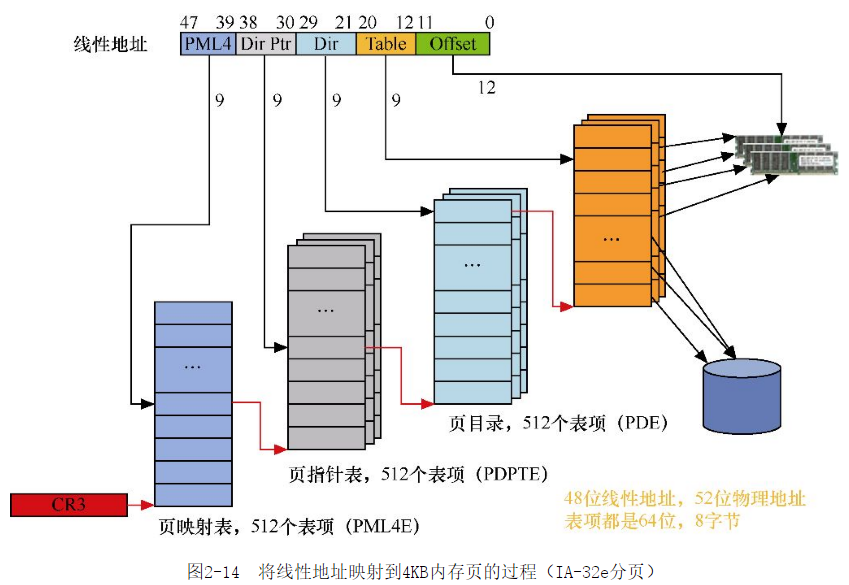 47 39 38 30 29 21 20 12 11 0
线性地址 PML4 Dir Ptr Dir Table Offset
9 9 9 9 12
...
...
...
...
页目录，512个表项（PDE）
页指针表，512个表项（PDPTE）
CR3
页映射表，512个表项（PML4E）
48位线性地址，52位物理地址
表项都是64位，8字节
图2-14 将线性地址映射到4KB内存页的过程（IA-32e分页）